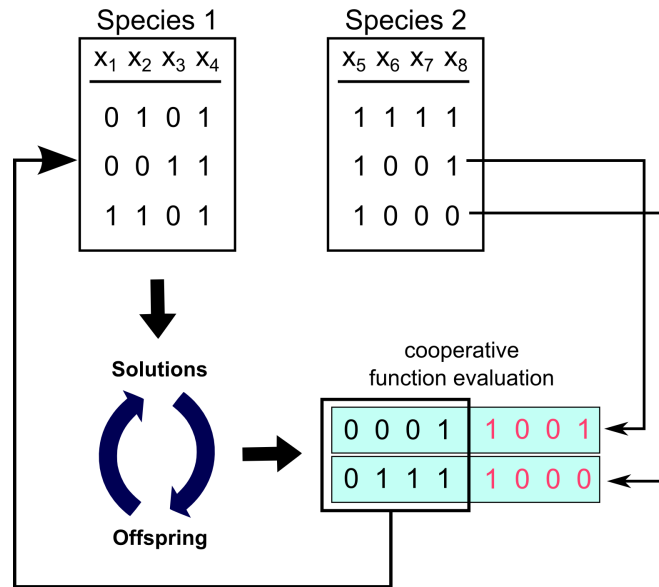 Species 1
x₁ x₂ x₃ x₄
0 1 0 1
0 0 1 1
1 1 0 1
Species 2
x₅ x₆ x₇ x₈
1 1 1 1
1 0 0 1
1 0 0 0
Solutions
Offspring
cooperative
function evaluation
0 0 0 1 1 0 0 1
0 1 1 1 1 0 0 0